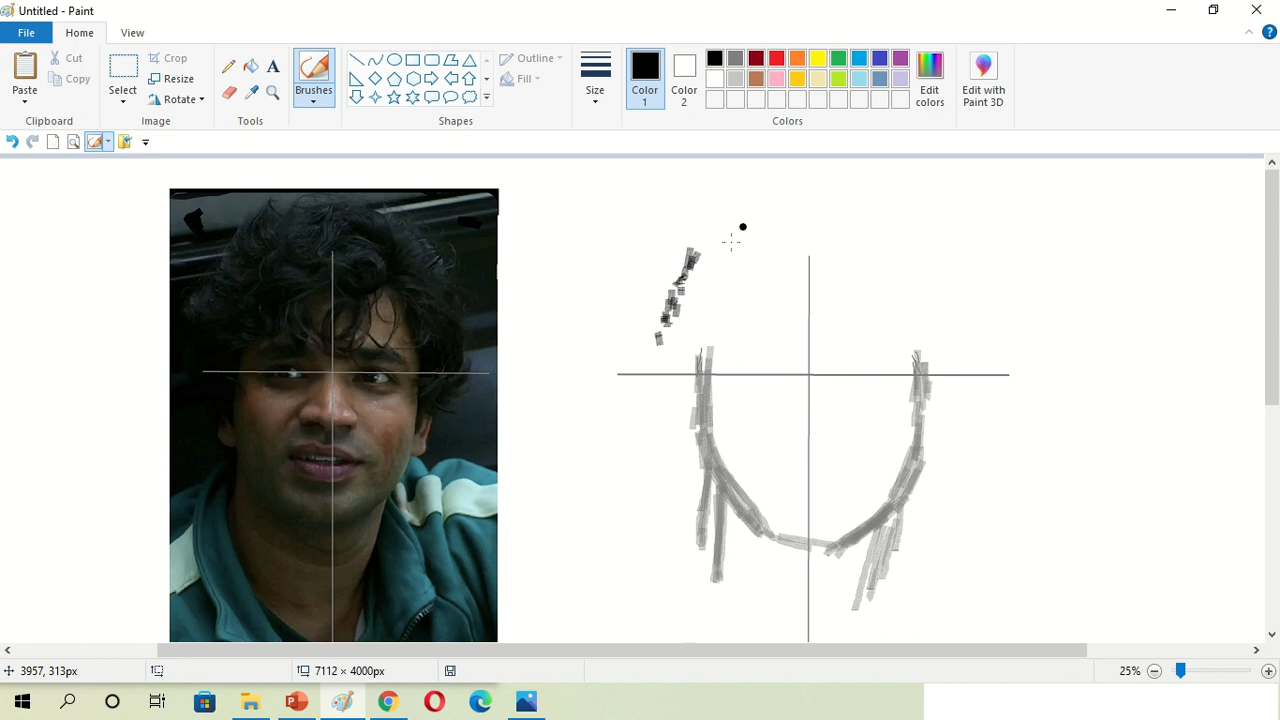 Untitled - Paint
File
Home
View
Paste
Cut
Copy
Clipboard
Select
Crop
Resize
Rotate
Image
A
Tools
Brushes
Outline
Fill
Shapes
Size
Color 1
Color 2
Edit colors
Colors
Edit with Paint 3D
3957, 313px
7112 × 4000px
25%